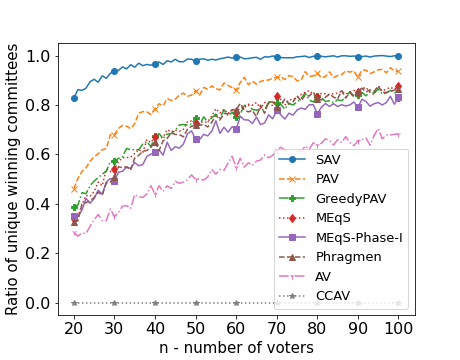 Ratio of unique winning committees
1.0
0.8
0.6
0.4
0.2
0.0
SAV
PAV
GreedyPAV
MEqS
MEqS-Phase-I
Phragmen
AV
CCAV
20 30 40 50 60 70 80 90 100
n - number of voters